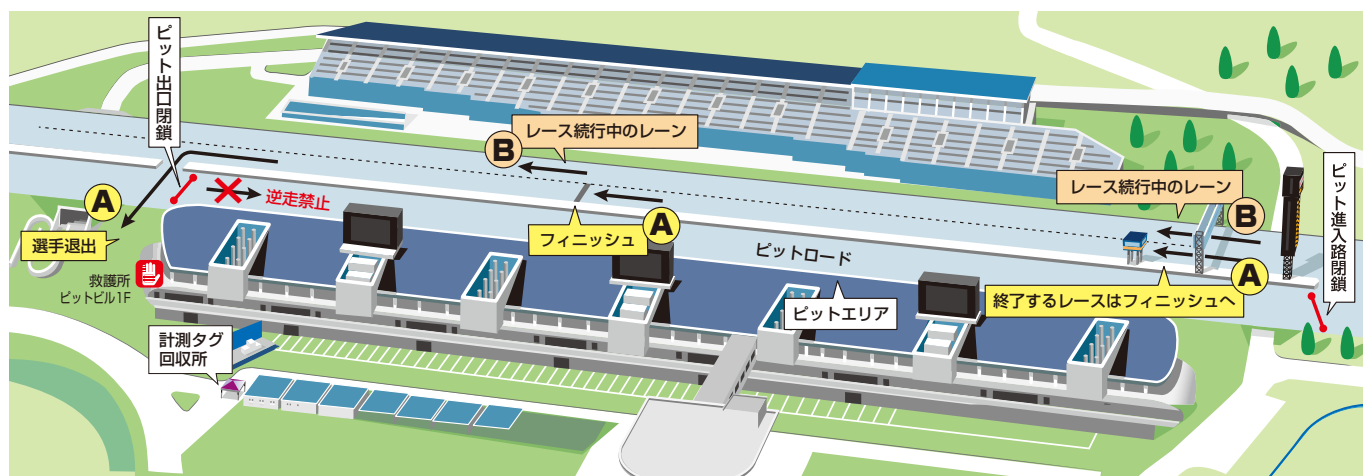 ピット出口閉鎖
レース続行中のレーン
B
レース続行中のレーン
B
ピット進入路閉鎖
逆走禁止
A
フィニッシュ
A
選手退出
ピットロード
A
終了するレースはフィニッシュへ
救護所
ピットビル1F
ピットエリア
計測タグ
回収所